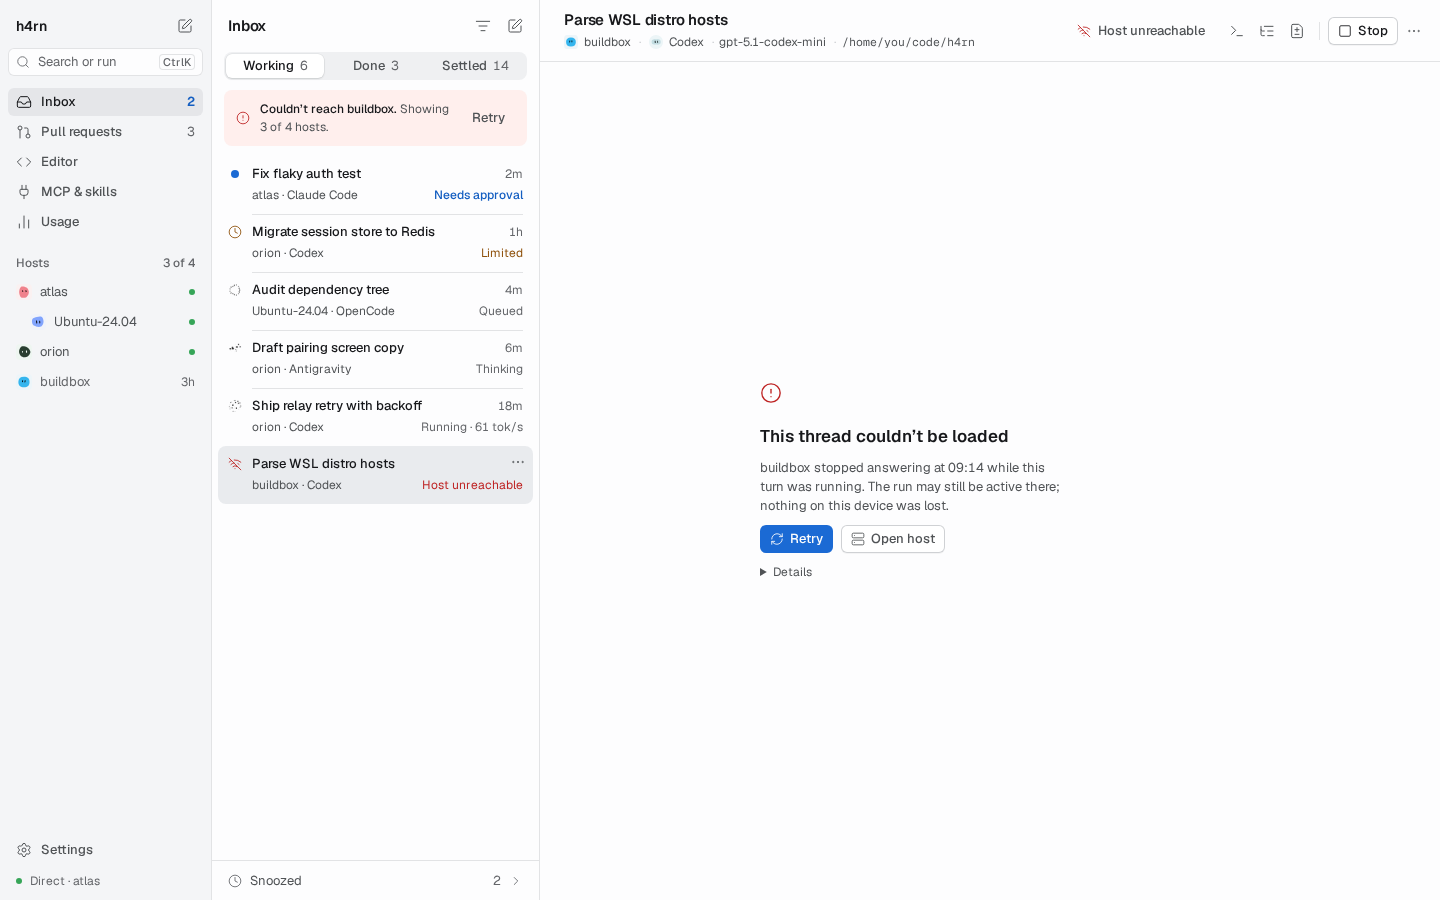 h4rn
Search or run CtrlK
Inbox 2
Pull requests 3
Editor
MCP & skills
Usage
Hosts 3 of 4
atlas
Ubuntu-24.04
orion
buildbox 3h
Settings
Direct · atlas
Inbox
Working 6 Done 3 Settled 14
Couldn’t reach buildbox. Showing
3 of 4 hosts.
Retry
Fix flaky auth test 2m
atlas · Claude Code Needs approval
Migrate session store to Redis 1h
orion · Codex Limited
Audit dependency tree 4m
Ubuntu-24.04 · OpenCode Queued
Draft pairing screen copy 6m
orion · Antigravity Thinking
Ship relay retry with backoff 18m
orion · Codex Running · 61 tok/s
Parse WSL distro hosts
buildbox · Codex Host unreachable
Snoozed 2
Parse WSL distro hosts
buildbox · Codex · gpt-5.1-codex-mini · /home/you/code/h4rn
Host unreachable
Stop
This thread couldn’t be loaded
buildbox stopped answering at 09:14 while this
turn was running. The run may still be active there;
nothing on this device was lost.
Retry Open host
Details